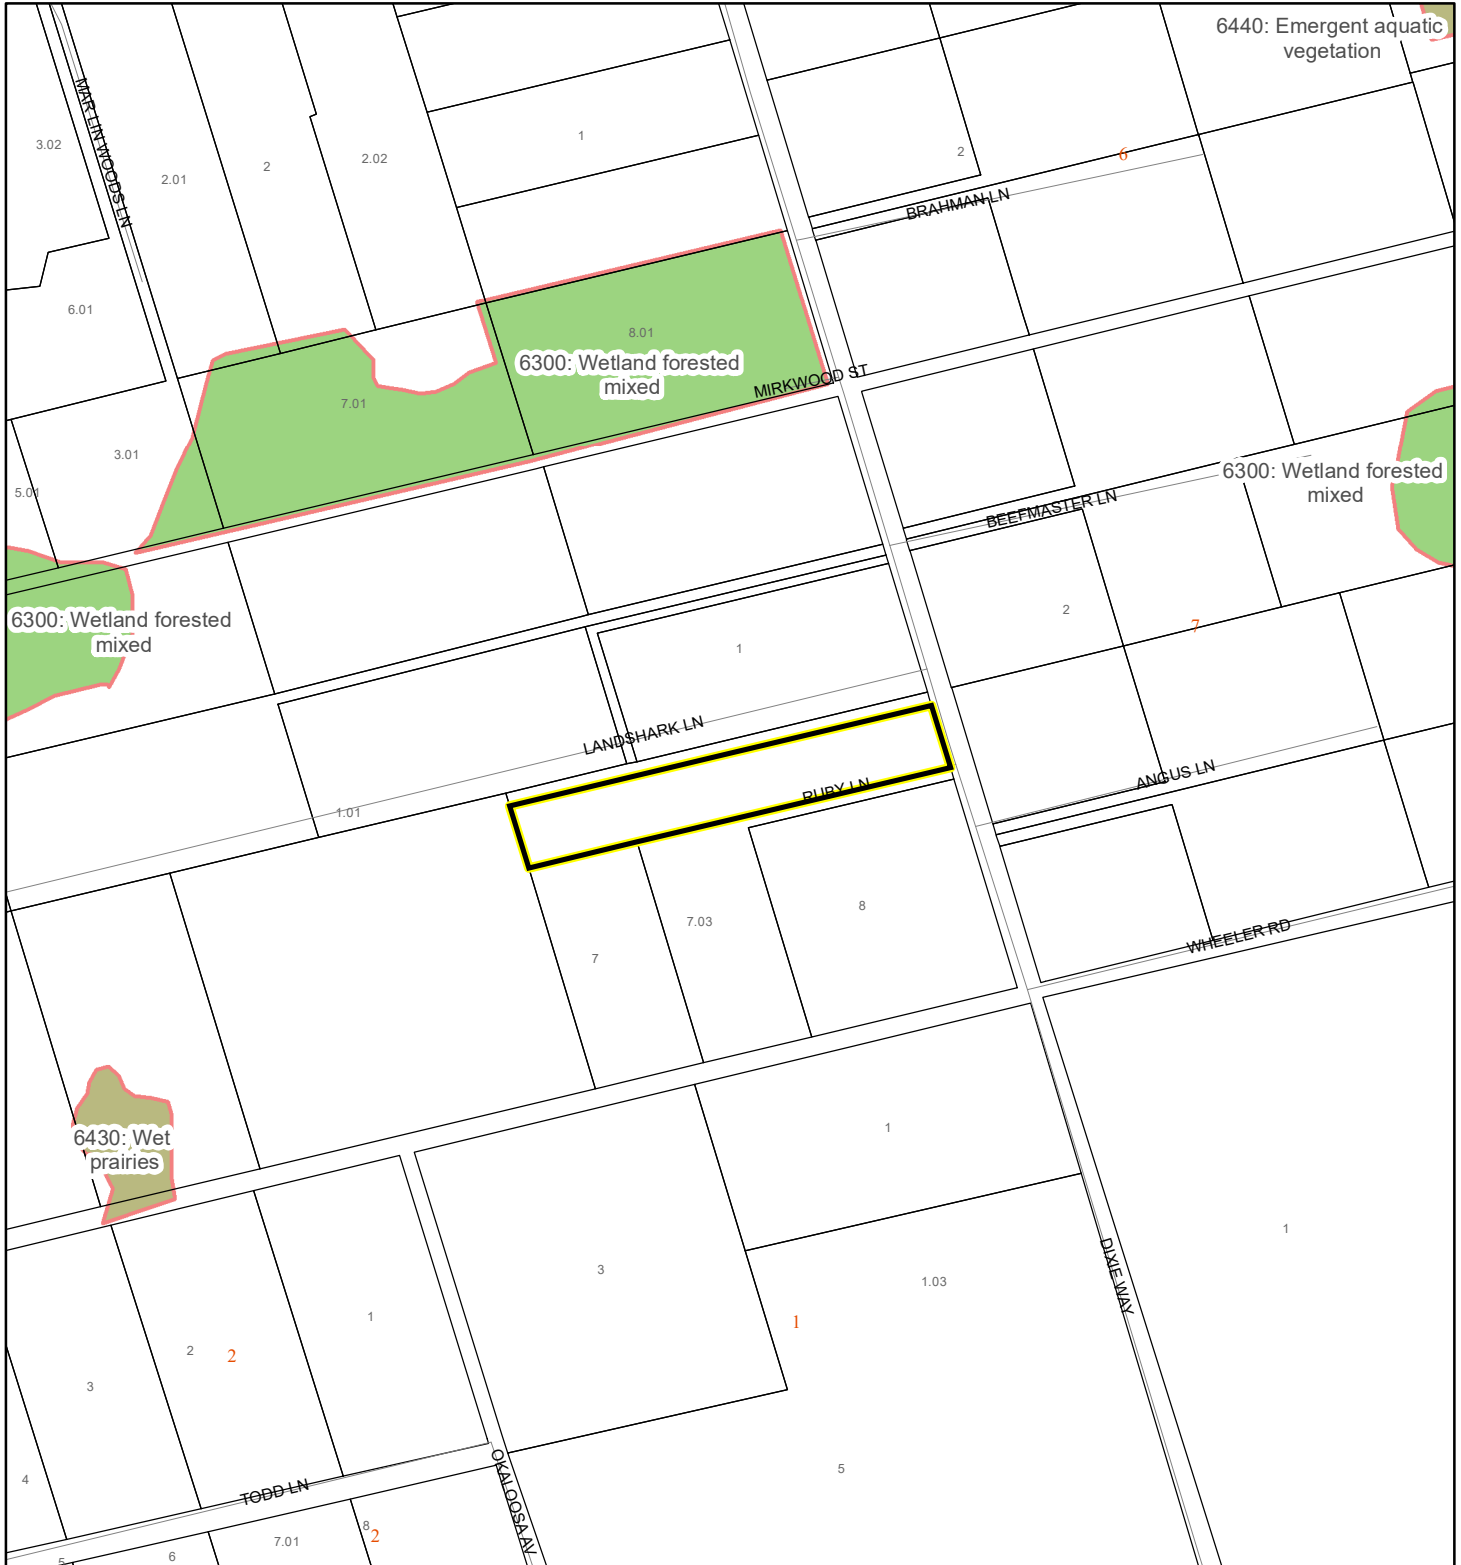 6440: Emergent aquatic
vegetation
MAR LIN WOODS LN
3.02
2.01
2
2.02
1
2
6
BRAHMAN LN
6.01
8.01
6300: Wetland forested
mixed
MIRKWOOD ST
7.01
3.01
5.01
6300: Wetland forested
mixed
BEEFMASTER LN
6300: Wetland forested
mixed
2
7
1
LANDSHARK LN
RUBY LN
ANGUS LN
1.01
8
7.03
7
WHEELER RD
6430: Wet
prairies
1
1
3
1.03
DIXIE WAY
1
1
2
2
3
4
5
TODD LN
OKALOOSA AV
8
2
7.01
6
5